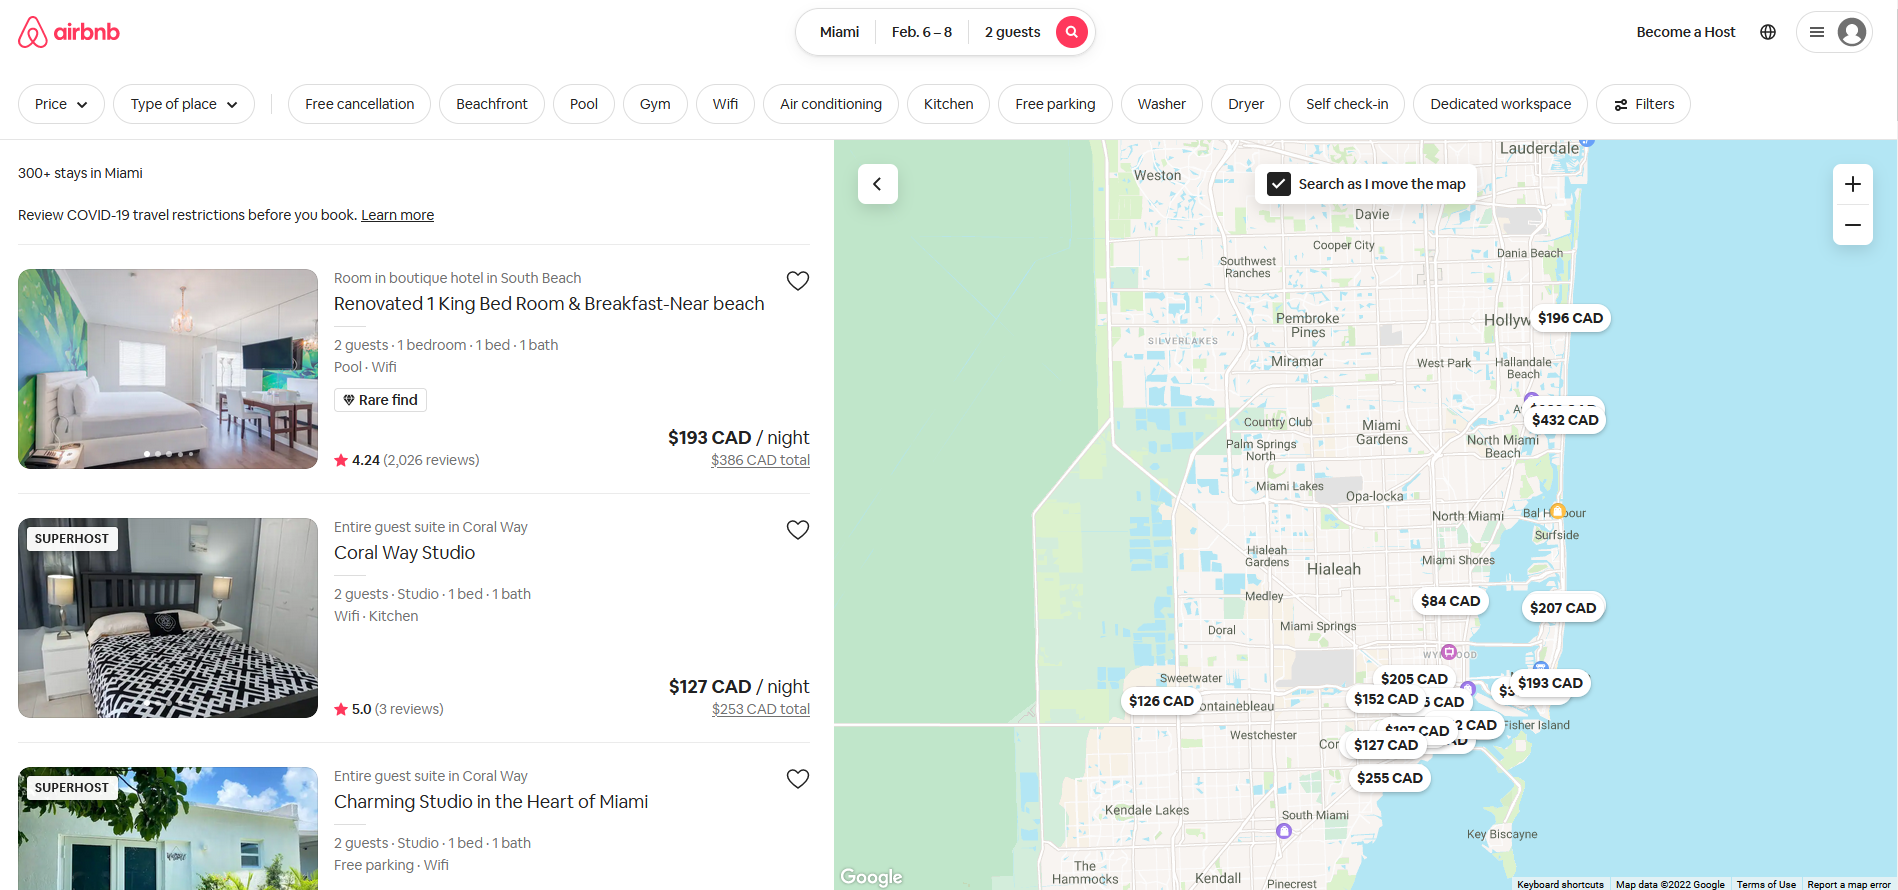 airbnb
Miami
Feb. 6 – 8
2 guests
Become a Host
Price
Type of place
Free cancellation
Beachfront
Pool
Gym
Wifi
Air conditioning
Kitchen
Free parking
Washer
Dryer
Self check-in
Dedicated workspace
Filters
300+ stays in Miami
Review COVID-19 travel restrictions before you book. Learn more
Room in boutique hotel in South Beach
Renovated 1 King Bed Room & Breakfast-Near beach
2 guests · 1 bedroom · 1 bed · 1 bath
Pool · Wifi
Rare find
$193 CAD / night
4.24 (2,026 reviews)
$386 CAD total
SUPERHOST
Entire guest suite in Coral Way
Coral Way Studio
2 guests · Studio · 1 bed · 1 bath
Wifi · Kitchen
$127 CAD / night
5.0 (3 reviews)
$253 CAD total
SUPERHOST
Entire guest suite in Coral Way
Charming Studio in the Heart of Miami
2 guests · Studio · 1 bed · 1 bath
Free parking · Wifi
Lauderdale
Weston
Search as I move the map
Davie
Cooper City
Dania Beach
Southwest
Ranches
$196 CAD
Pembroke
Pines
SILVERLAKES
Miramar
West Park
Hallandale
Beach
$432 CAD
Country Club
Miami
Gardens
Palm Springs
North
North Miami
Beach
Miami Lakes
Opa-locka
North Miami
Surfside
Hialeah
Gardens
Hialeah
Miami Shores
Medley
$84 CAD
$207 CAD
Doral
Miami Springs
Sweetwater
$205 CAD
$193 CAD
$126 CAD
$152 CAD
Fisher Island
Westchester
$127 CAD
$255 CAD
Kendale Lakes
South Miami
Key Biscayne
The
Hammocks
Kendall
Pinecrest
Google
Keyboard shortcuts
Map data ©2022 Google
Terms of Use
Report a map error